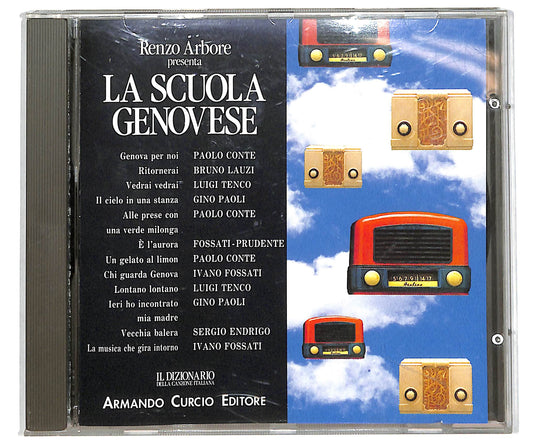 Renzo Arbore
presenta
LA SCUOLA
GENOVESE
Genova per noi PAOLO CONTE
Ritornerai BRUNO LAUZI
Vedrai vedrai LUIGI TENCO
Il cielo in una stanza GINO PAOLI
Alle prese con PAOLO CONTE
una verde milonga
È l'aurora FOSSATI-PRUDENTE
Un gelato al limon PAOLO CONTE
Chi guarda Genova IVANO FOSSATI
Lontano lontano LUIGI TENCO
Ieri ho incontrato GINO PAOLI
mia madre
Vecchia balera SERGIO ENDRIGO
La musica che gira intorno IVANO FOSSATI
IL DIZIONARIO
DELLA CANZONE ITALIANA
ARMANDO CURCIO EDITORE